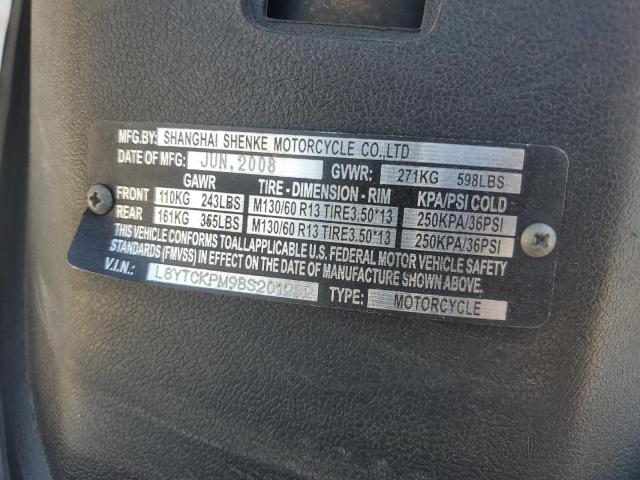 MFG.BY: SHANGHAI SHENKE MOTORCYCLE CO.,LTD
DATE OF MFG: JUN.2008 GVWR: 271KG 598LBS
GAWR TIRE - DIMENSION - RIM KPA/PSI COLD
FRONT 110KG 243LBS M130/60 R13 TIRE3.50*13 250KPA/36PSI
REAR 161KG 365LBS M130/60 R13 TIRE3.50*13 250KPA/36PSI
THIS VEHICLE CONFORMS TOALLAPPLICABLE U.S. FEDERAL MOTOR VEHICLE SAFETY
STANDARDS (FMVSS) IN EFFECT ON THE DATE OF MANUFACTURE SHOWN ABOVE.
V.I.N.: TYPE: MOTORCYCLE